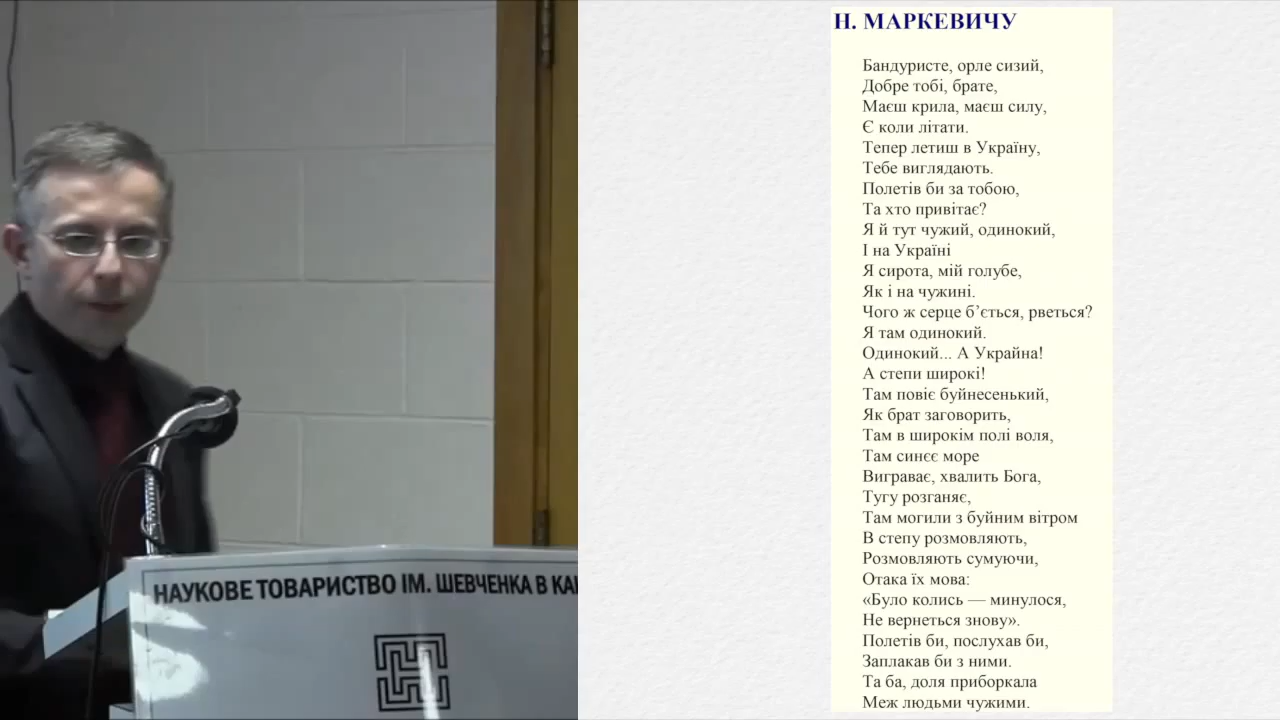 НАУКОВЕ ТОВАРИСТВО ІМ. ШЕВЧЕНКА В
Н. МАРКЕВИЧУ
Бандуристе, орле сизий,
Добре тобі, брате,
Маєш крила, маєш силу,
Є коли літати.
Тепер летиш в Україну,
Тебе виглядають.
Полетів би за тобою,
Та хто привітає?
Я й тут чужий, одинокий,
І на Україні
Я сирота, мій голубе,
Як і на чужині.
Чого ж серце б’ється, рветься?
Я там одинокий.
Одинокий... А Украйна!
А степи широкі!
Там повіє буйнесенький,
Як брат заговорить,
Там в широкім полі воля,
Там синєє море
Виграває, хвалить Бога,
Тугу розганяє,
Там могили з буйним вітром
В степу розмовляють,
Розмовляють сумуючи,
Отака їх мова:
«Було колись — минулося,
Не вернеться знову».
Полетів би, послухав би,
Заплакав би з ними.
Та ба, доля приборкала
Меж людьми чужими.